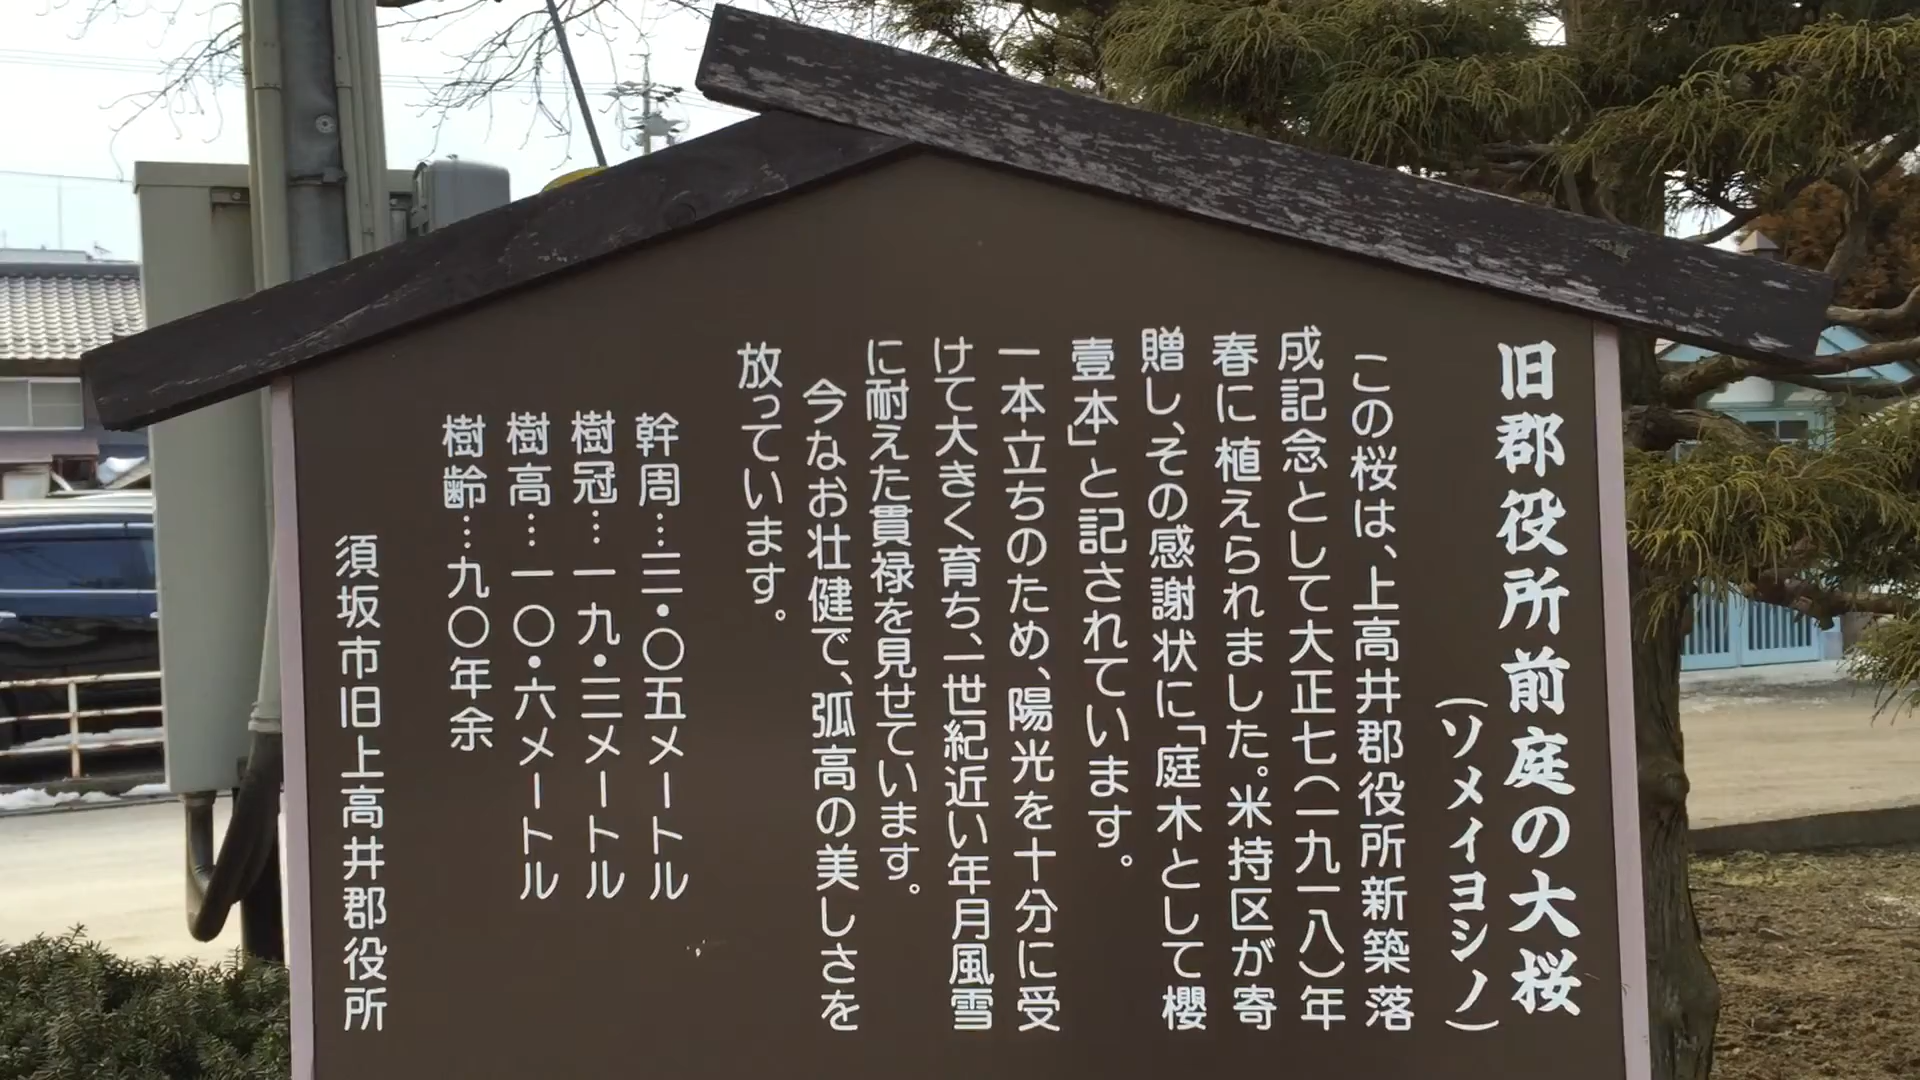 旧郡役所前庭の大桜
（ソメイヨシノ）
この桜は、上高井郡役所新築落
成記念として大正七（一九一八）年
春に植えられました。米持区が寄
贈し、その感謝状に「庭木として櫻
壹本」と記されています。
一本立ちのため、陽光を十分に受
けて大きく育ち、一世紀近い年月風雪
に耐えた貫禄を見せています。
今なお壮健で、弧高の美しさを
放っています。
幹周…三・〇五メートル
樹冠…一九・三メートル
樹高…一〇・六メートル
樹齢…九〇年余
須坂市旧上高井郡役所